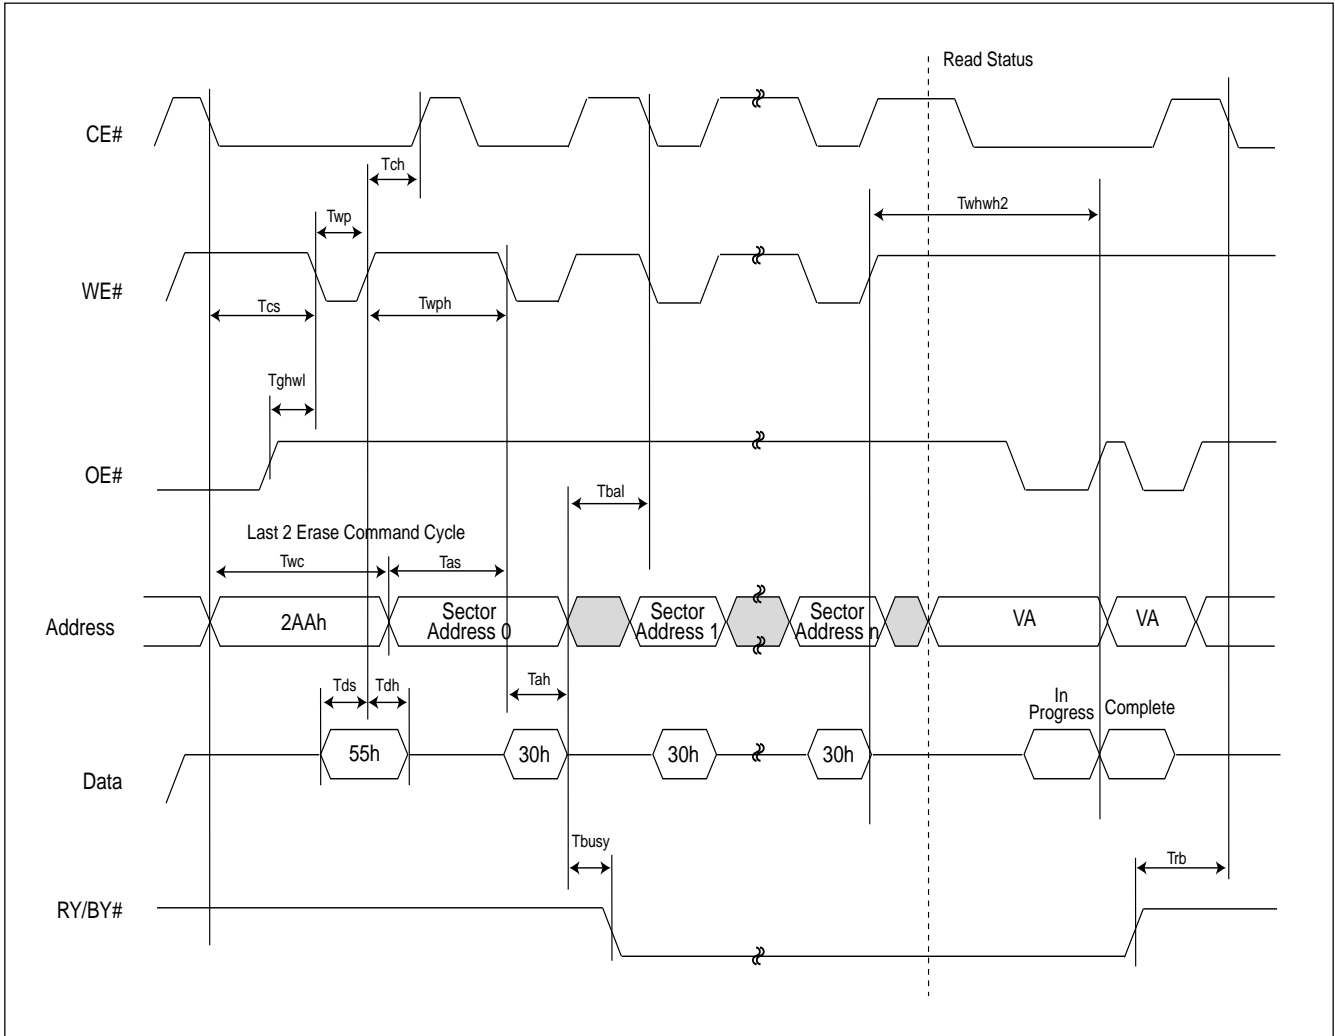 Read Status
CE#
Tch
Twhwh2
Twp
WE#
Tcs
Twph
Tghwl
OE#
Tbal
Last 2 Erase Command Cycle
Twc
Tas
Address
2AAh
Sector
Address 0
Sector
Address 1
Sector
Address n
VA
VA
Tds
Tdh
Tah
In
Progress
Complete
Data
55h
30h
30h
30h
Tbusy
Trb
RY/BY#